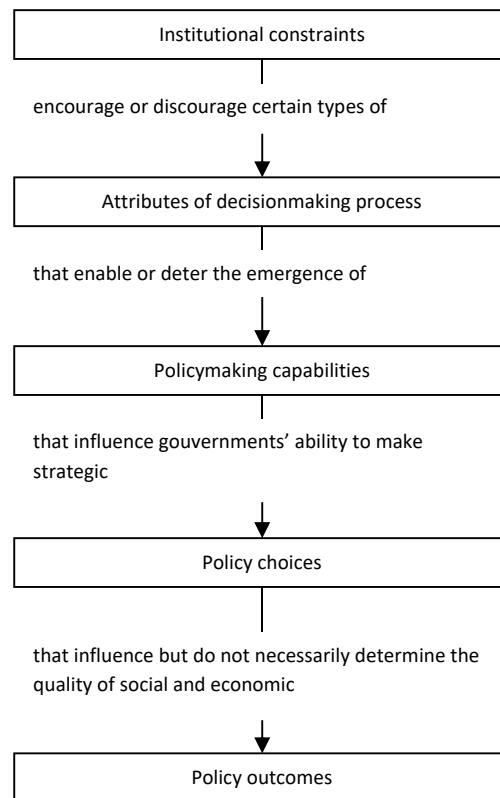 Institutional constraints
encourage or discourage certain types of
Attributes of decisionmaking process
that enable or deter the emergence of
Policymaking capabilities
that influence gouvernments’ ability to make
strategic
Policy choices
that influence but do not necessarily determine the
quality of social and economic
Policy outcomes